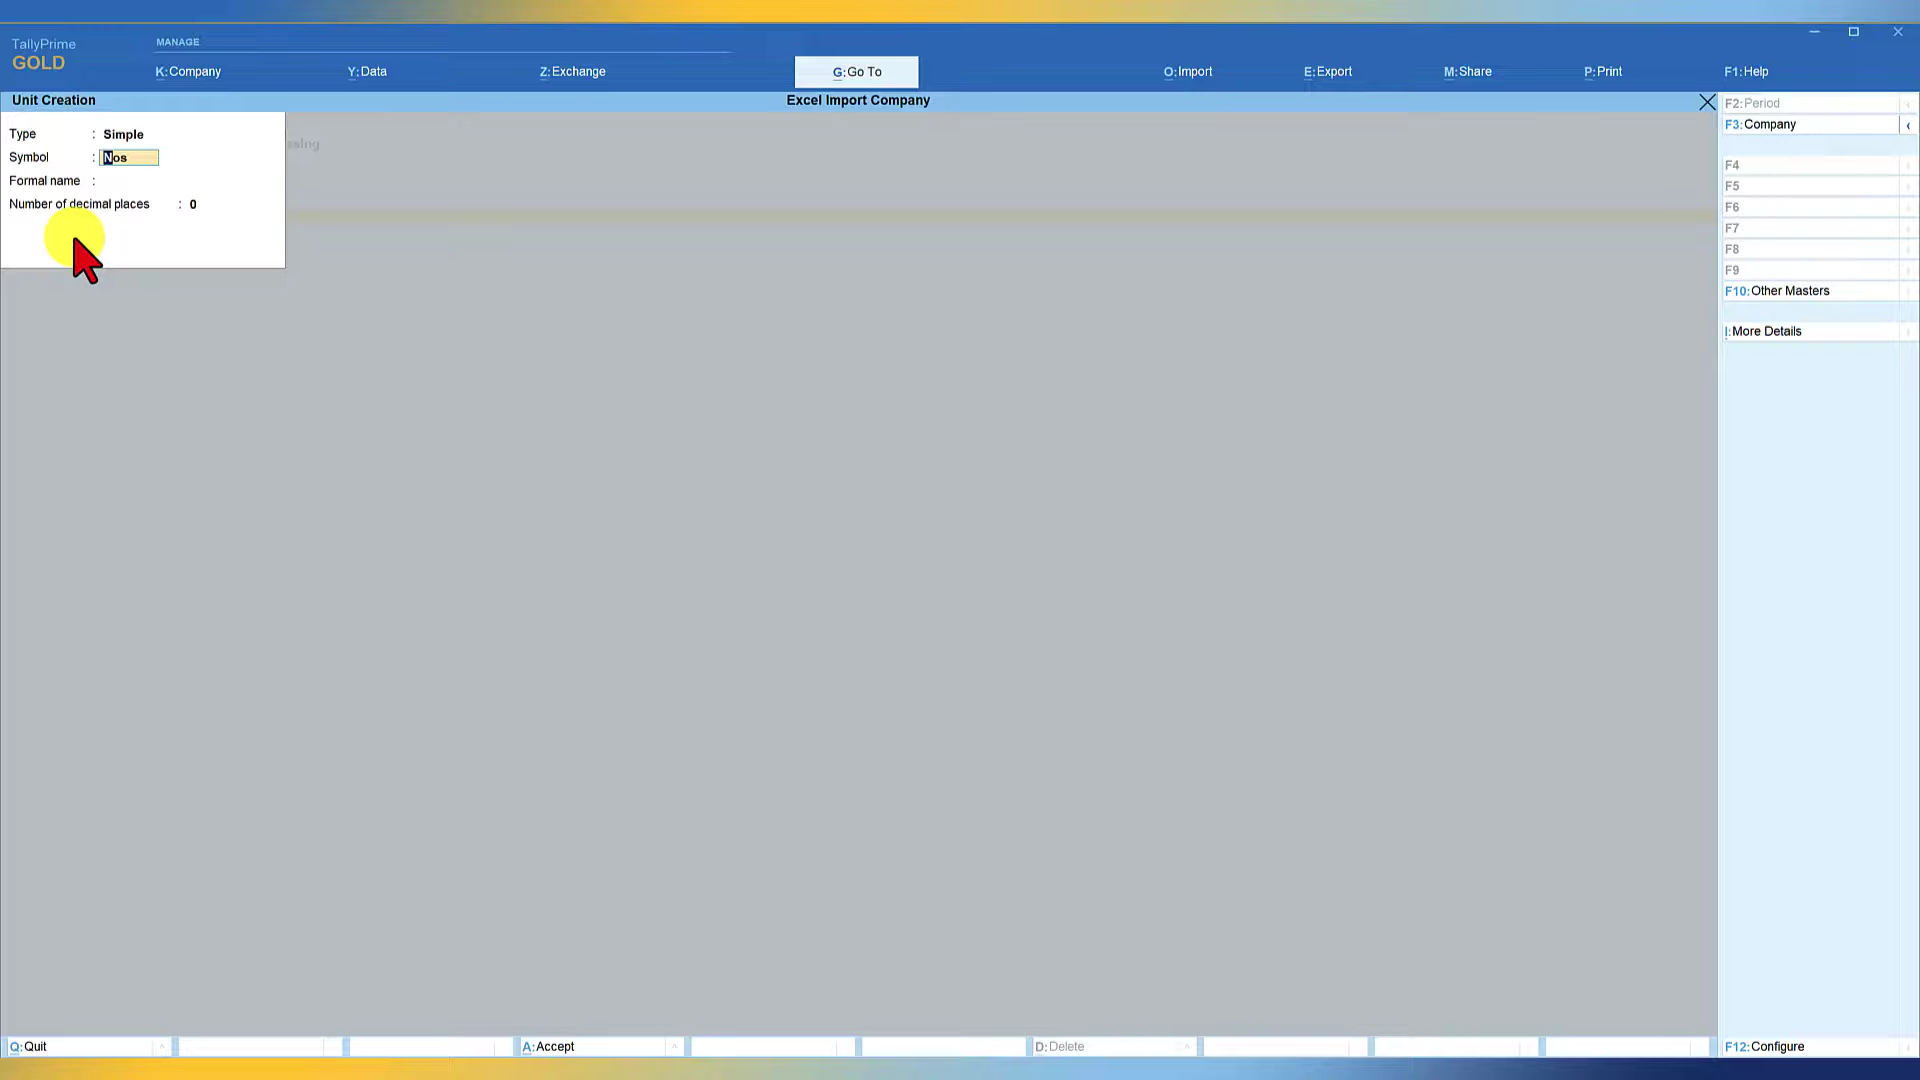 TallyPrime
GOLD
MANAGE
K:Company
Y:Data
Z:Exchange
G:Go To
O:Import
E:Export
M:Share
P:Print
F1:Help
Unit Creation
Excel Import Company
Type : Simple
Symbol : Nos
Formal name :
Number of decimal places : 0
F2:Period
F3:Company
F4
F5
F6
F7
F8
F9
F10:Other Masters
I:More Details
Q:Quit
A:Accept
D:Delete
F12:Configure